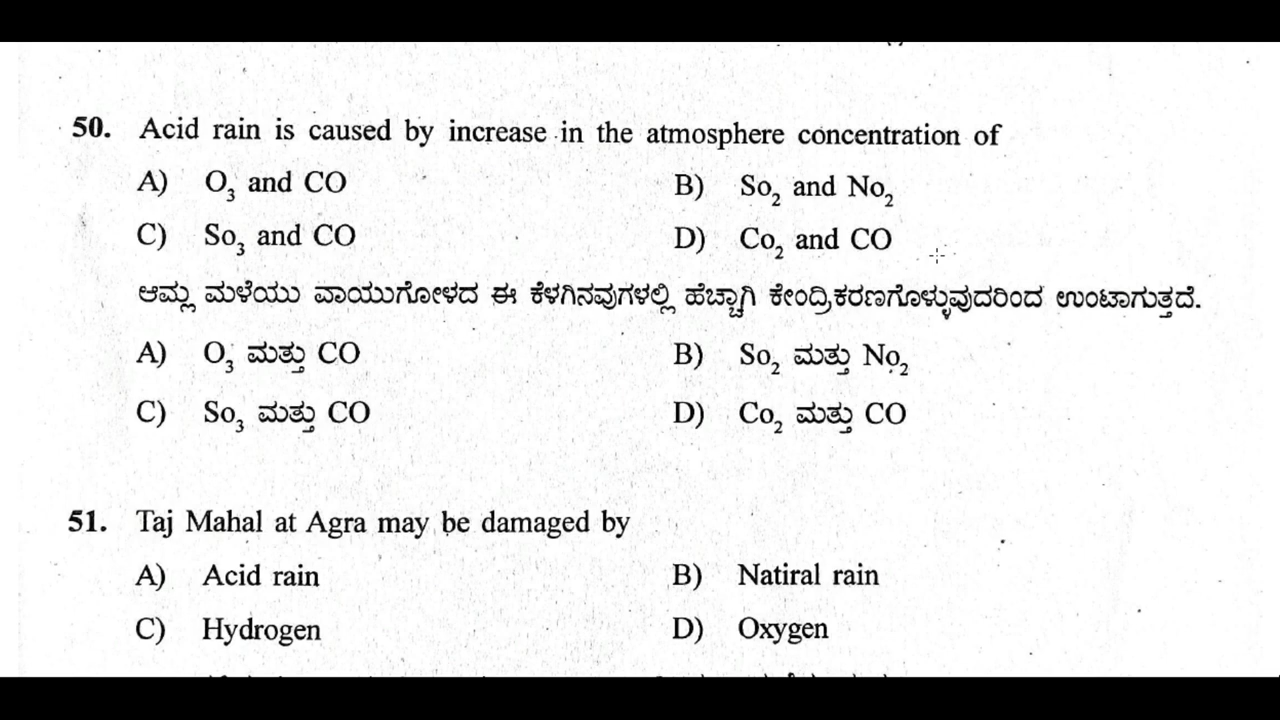 50. Acid rain is caused by increase in the atmosphere concentration of
A) O₃ and CO B) So₂ and No₂
C) So₃ and CO D) Co₂ and CO
ಆಮ್ಲ ಮಳೆಯು ವಾಯುಗೋಳದ ಈ ಕೆಳಗಿನವುಗಳಲ್ಲಿ ಹೆಚ್ಚಾಗಿ ಕೇಂದ್ರಿಕರಣಗೊಳ್ಳುವುದರಿಂದ ಉಂಟಾಗುತ್ತದೆ.
A) O₃ ಮತ್ತು CO B) So₂ ಮತ್ತು No₂
C) So₃ ಮತ್ತು CO D) Co₂ ಮತ್ತು CO
51. Taj Mahal at Agra may be damaged by
A) Acid rain B) Natiral rain
C) Hydrogen D) Oxygen